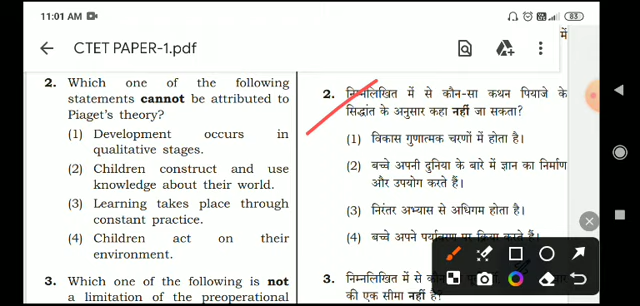 11:01 AM
83
CTET PAPER-1.pdf
में
2. Which one of the following
statements cannot be attributed to
Piaget's theory?
(1) Development occurs in
qualitative stages.
(2) Children construct and use
knowledge about their world.
(3) Learning takes place through
constant practice.
(4) Children act on their
environment.
3. Which one of the following is not
a limitation of the preoperational
2. निम्नलिखित में से कौन-सा कथन पियाजे के
सिद्धांत के अनुसार कहा नहीं जा सकता?
(1) विकास गुणात्मक चरणों में होता है।
(2) बच्चे अपनी दुनिया के बारे में ज्ञान का निर्माण
और उपयोग करते हैं।
(3) निरंतर अभ्यास से अधिगम होता है।
(4) बच्चे अपने पर्यावरण पर क्रिया करते हैं।
3. निम्नलिखित में से
की एक सीमा नहीं है?